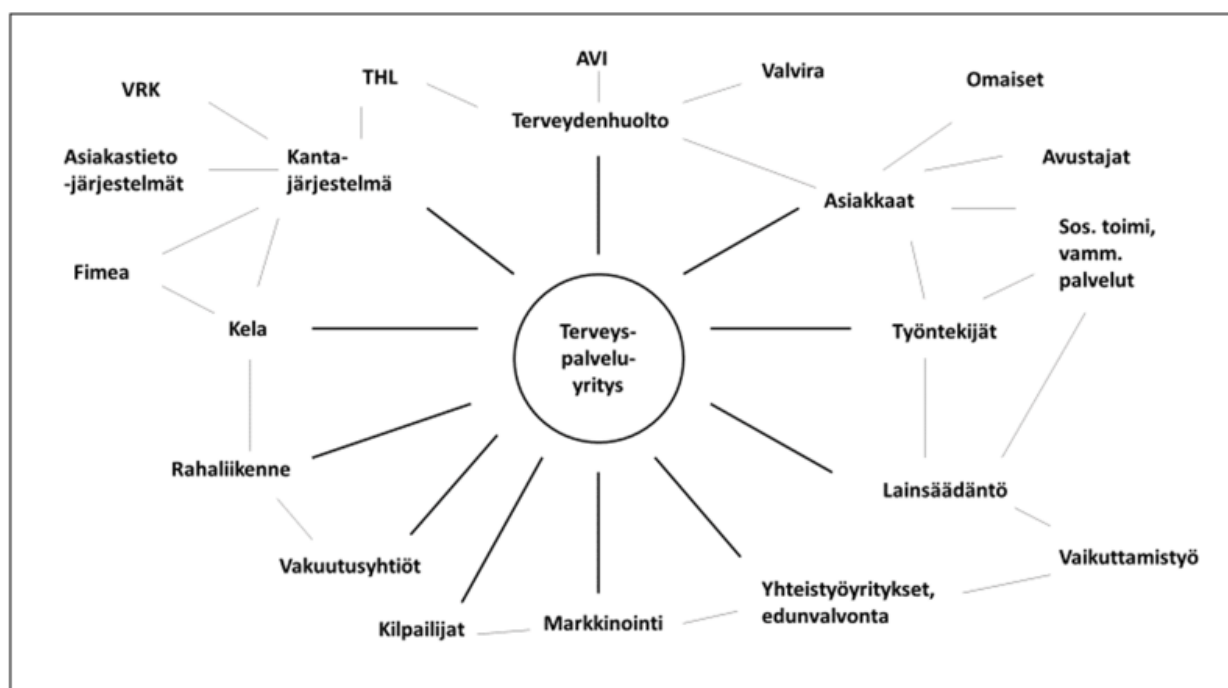 AVI
THL
Valvira
VRK
Omaiset
Terveydenhuolto
Asiakastieto
-järjestelmät
Kanta-
järjestelmä
Avustajat
Asiakkaat
Sos. toimi,
vamm.
palvelut
Fimea
Kela
Terveys-
palvelu-
yritys
Työntekijät
Rahaliikenne
Lainsäädäntö
Vakuutusyhtiöt
Vaikuttamistyö
Yhteistyöyritykset,
edunvalvonta
Kilpailijat
Markkinointi